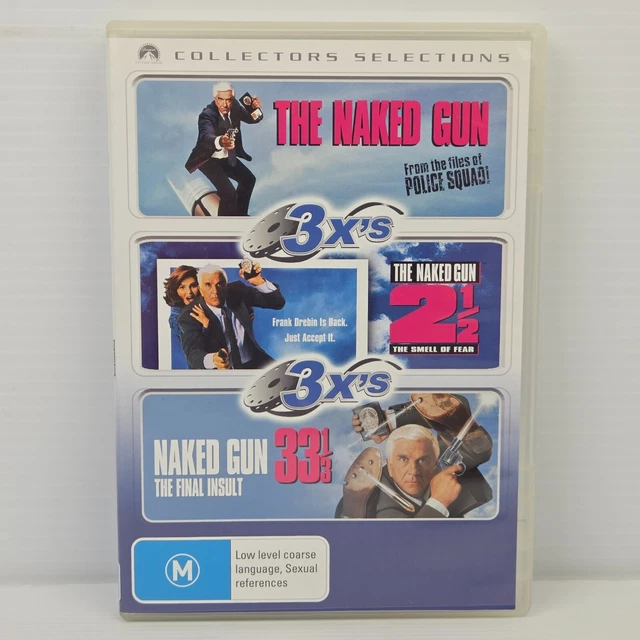 COLLECTORS SELECTIONS
THE NAKED GUN
From the files of
POLICE SQUAD!
3X's
Frank Drebin Is Back.
Just Accept It.
THE NAKED GUN
2 1/2
THE SMELL OF FEAR
3X's
NAKED GUN 33 1/3
THE FINAL INSULT
M
Low level coarse
language, Sexual
references